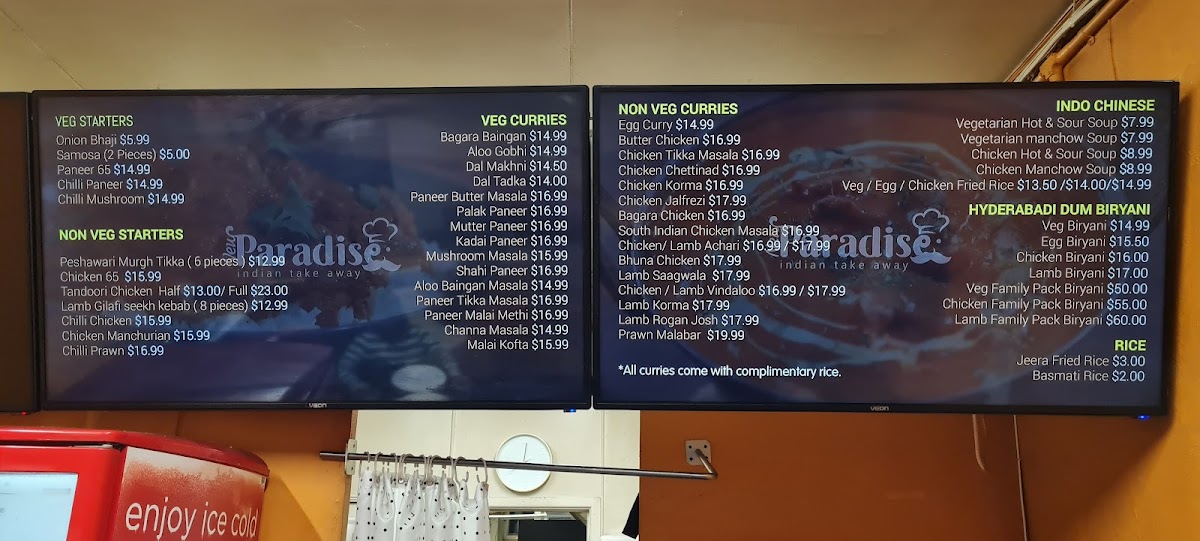 VEG STARTERS
Onion Bhaji $5.99
Samosa (2 Pieces) $5.00
Paneer 65 $14.99
Chilli Paneer $14.99
Chilli Mushroom $14.99
NON VEG STARTERS
Peshawari Murgh Tikka ( 6 pieces ) $12.99
Chicken 65 $15.99
Tandoori Chicken Half $13.00/ Full $23.00
Lamb Gilafi seekh kebab ( 8 pieces) $12.99
Chilli Chicken $15.99
Chicken Manchurian $15.99
Chilli Prawn $16.99
VEG CURRIES
Bagara Baingan $14.99
Aloo Gobhi $14.99
Dal Makhni $14.50
Dal Tadka $14.00
Paneer Butter Masala $16.99
Palak Paneer $16.99
Mutter Paneer $16.99
Kadai Paneer $16.99
Mushroom Masala $15.99
Shahi Paneer $16.99
Aloo Baingan Masala $14.99
Paneer Tikka Masala $16.99
Paneer Malai Methi $16.99
Channa Masala $14.99
Malai Kofta $15.99
New Paradise
indian take away
VEON
NON VEG CURRIES
Egg Curry $14.99
Butter Chicken $16.99
Chicken Tikka Masala $16.99
Chicken Chettinad $16.99
Chicken Korma $16.99
Chicken Jalfrezi $17.99
Bagara Chicken $16.99
South Indian Chicken Masala $16.99
Chicken/ Lamb Achari $16.99 / $17.99
Bhuna Chicken $17.99
Lamb Saagwala $17.99
Chicken / Lamb Vindaloo $16.99 / $17.99
Lamb Korma $17.99
Lamb Rogan Josh $17.99
Prawn Malabar $19.99
*All curries come with complimentary rice.
INDO CHINESE
Vegetarian Hot & Sour Soup $7.99
Vegetarian manchow Soup $7.99
Chicken Hot & Sour Soup $8.99
Chicken Manchow Soup $8.99
Veg / Egg / Chicken Fried Rice $13.50 /$14.00/$14.99
HYDERABADI DUM BIRYANI
Veg Biryani $14.99
Egg Biryani $15.50
Chicken Biryani $16.00
Lamb Biryani $17.00
Veg Family Pack Biryani $50.00
Chicken Family Pack Biryani $55.00
Lamb Family Pack Biryani $60.00
RICE
Jeera Fried Rice $3.00
Basmati Rice $2.00
Paradise
indian take away
VEON
enjoy ice cold